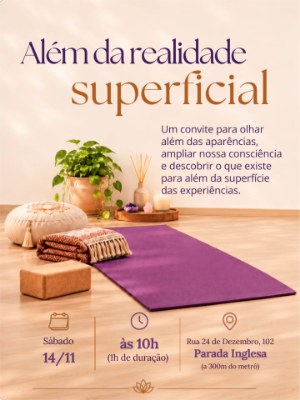 Além da realidade
superficial
Um convite para olhar
além das aparências,
ampliar nossa consciência
e descobrir o que existe
para além da superfície
das experiências.
Sábado
14/11
às 10h
(1h de duração)
Rua 24 de Dezembro, 102
Parada Inglesa
(a 300m do metrô)